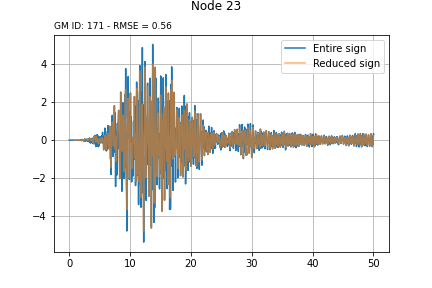 Node 23
GM ID: 171 - RMSE = 0.56
Entire sign
Reduced sign
4
2
0
−2
−4
0 10 20 30 40 50